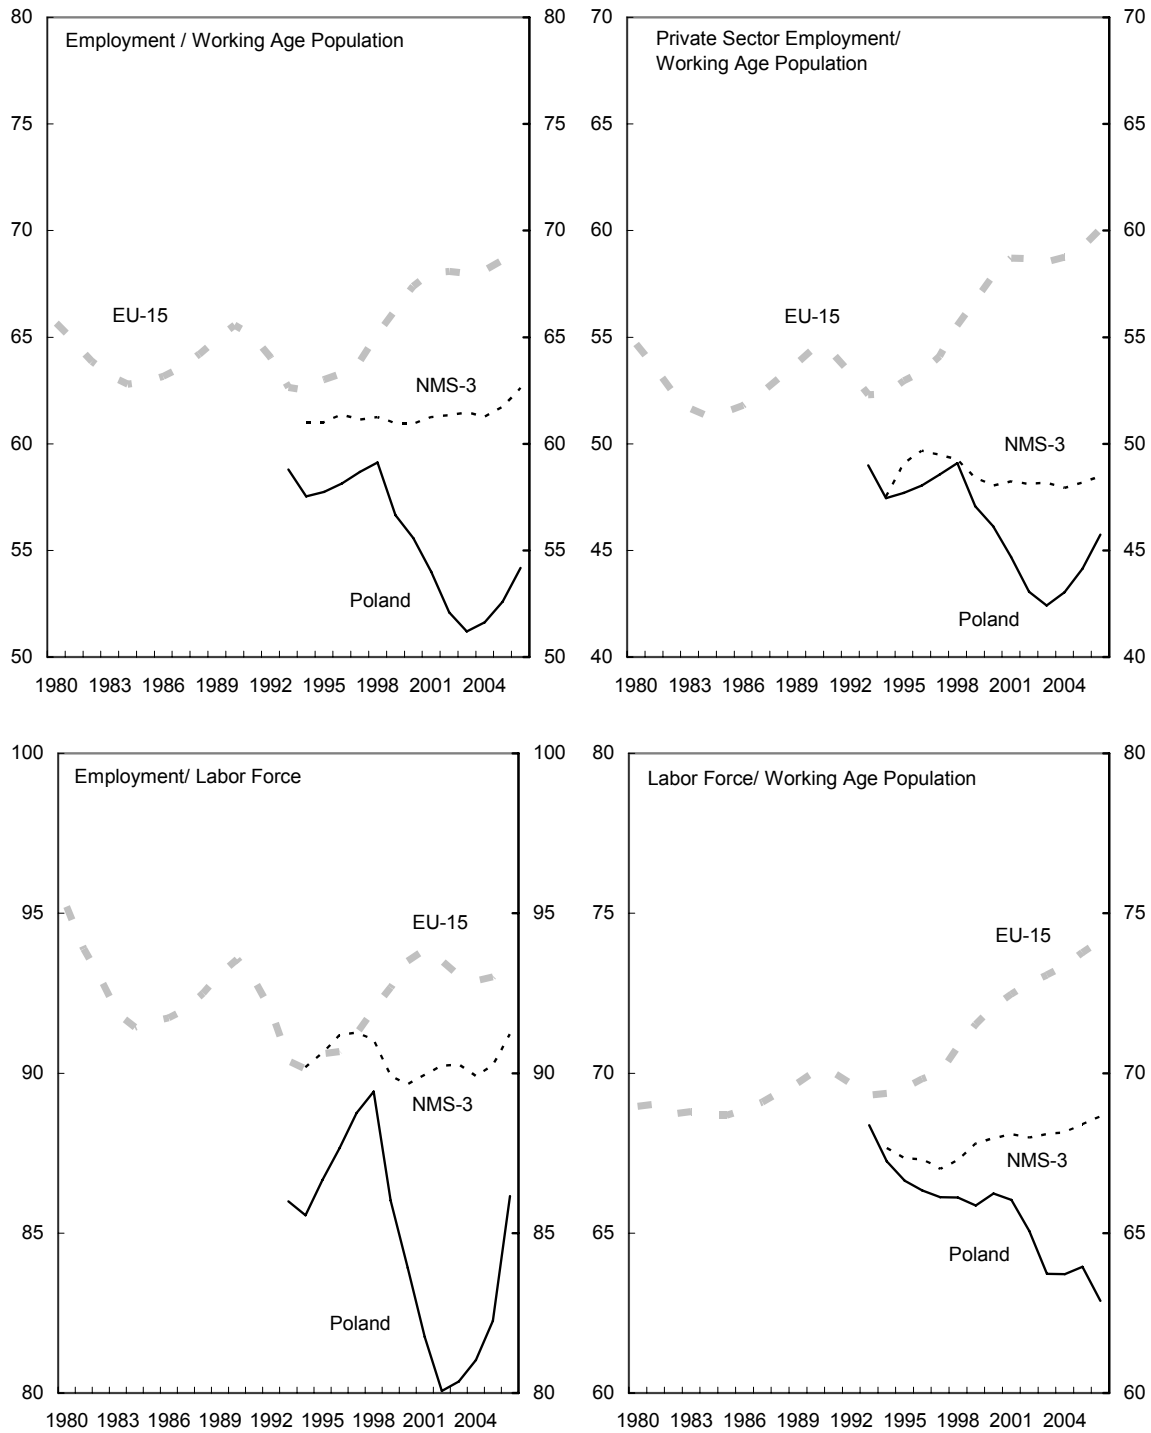 Employment / Working Age Population
80 80
75 75
70 70
65 65
60 60
55 55
50 50
EU-15
NMS-3
Poland
1980 1983 1986 1989 1992 1995 1998 2001 2004
Private Sector Employment/
Working Age Population
70 70
65 65
60 60
55 55
50 50
45 45
40 40
EU-15
NMS-3
Poland
1980 1983 1986 1989 1992 1995 1998 2001 2004
Employment/ Labor Force
100 100
95 95
90 90
85 85
80 80
EU-15
NMS-3
Poland
1980 1983 1986 1989 1992 1995 1998 2001 2004
Labor Force/ Working Age Population
80 80
75 75
70 70
65 65
60 60
EU-15
NMS-3
Poland
1980 1983 1986 1989 1992 1995 1998 2001 2004